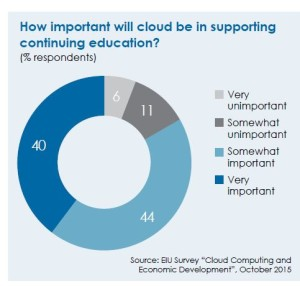 How important will cloud be in supporting
continuing education?
(% respondents)
6
11
40
44
Very
unimportant
Somewhat
unimportant
Somewhat
important
Very
important
Source: EIU Survey "Cloud Computing and
Economic Development", October 2015